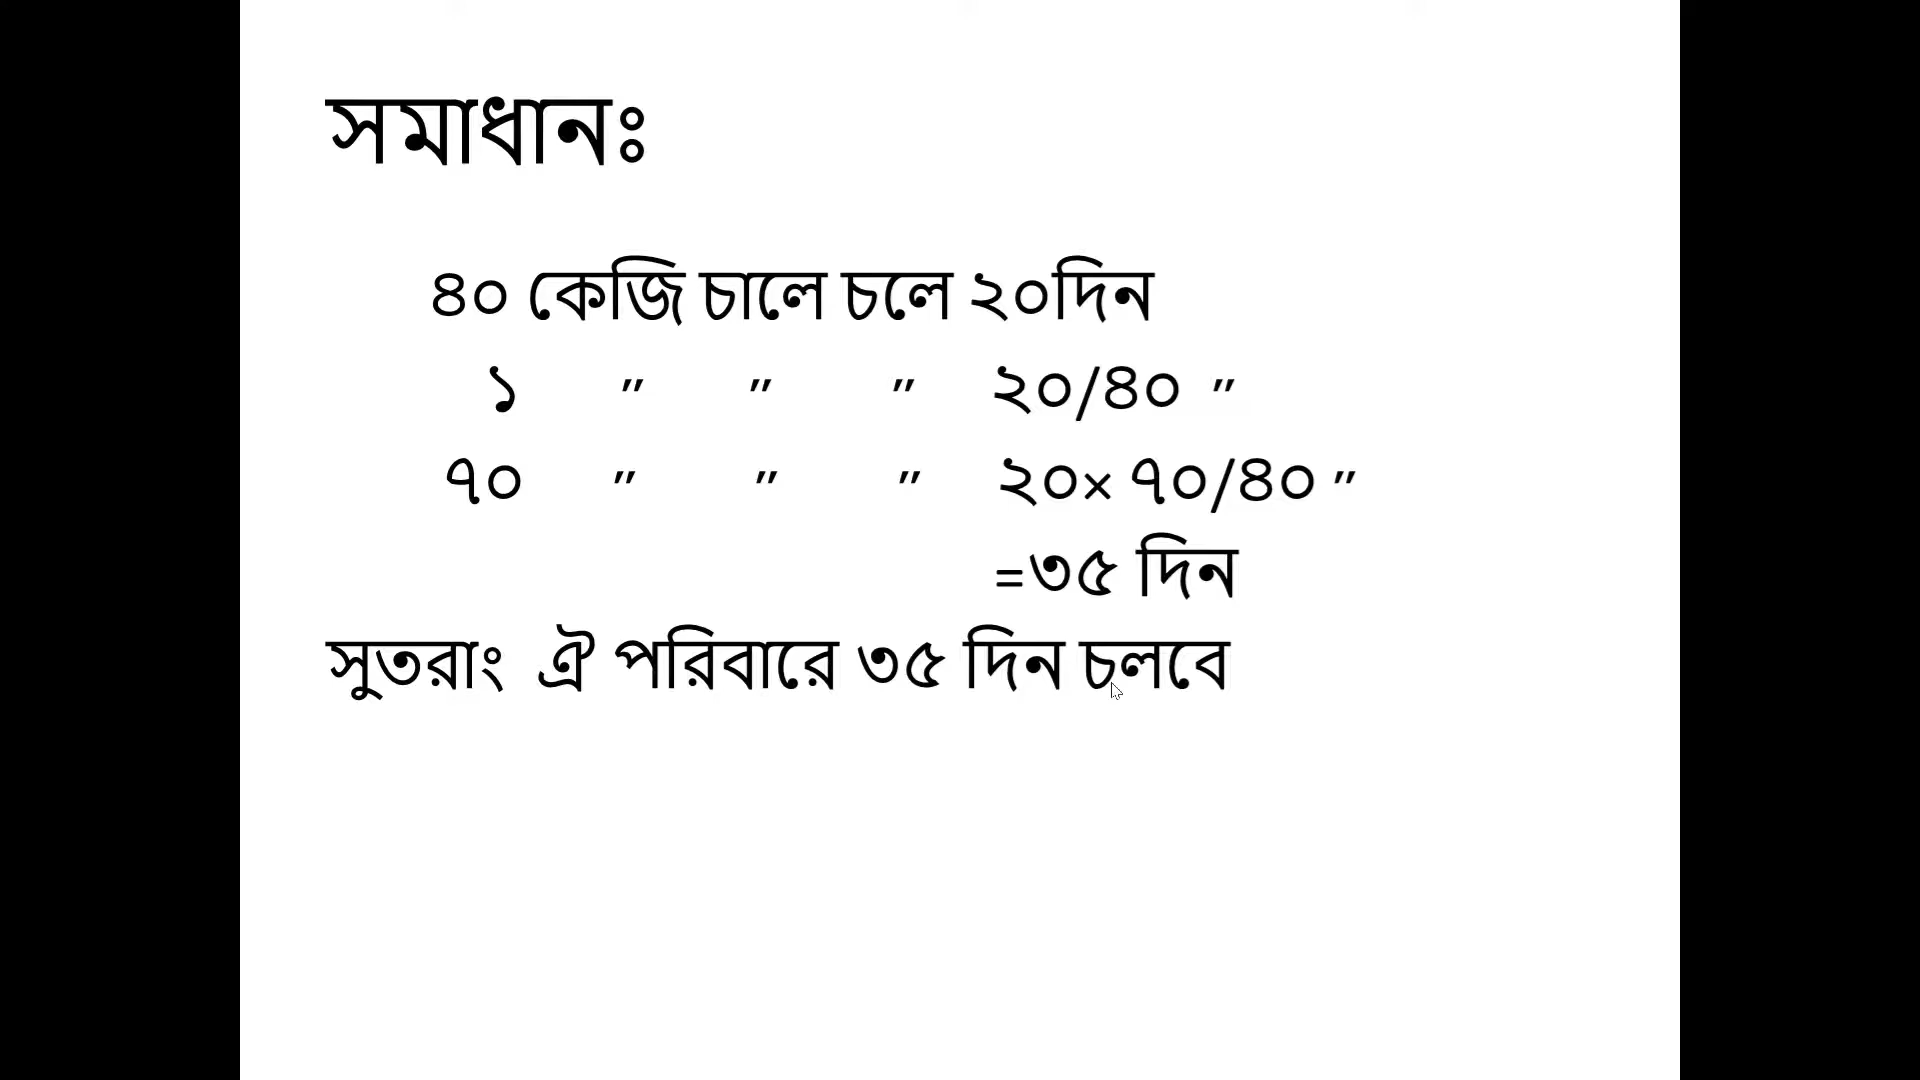 সমাধানঃ
৪০ কেজি চালে চলে ২০দিন
১ ” ” ” ২০/৪০ ”
৭০ ” ” ” ২০× ৭০/৪০ ”
=৩৫ দিন
সুতরাং ঐ পরিবারে ৩৫ দিন চলবে